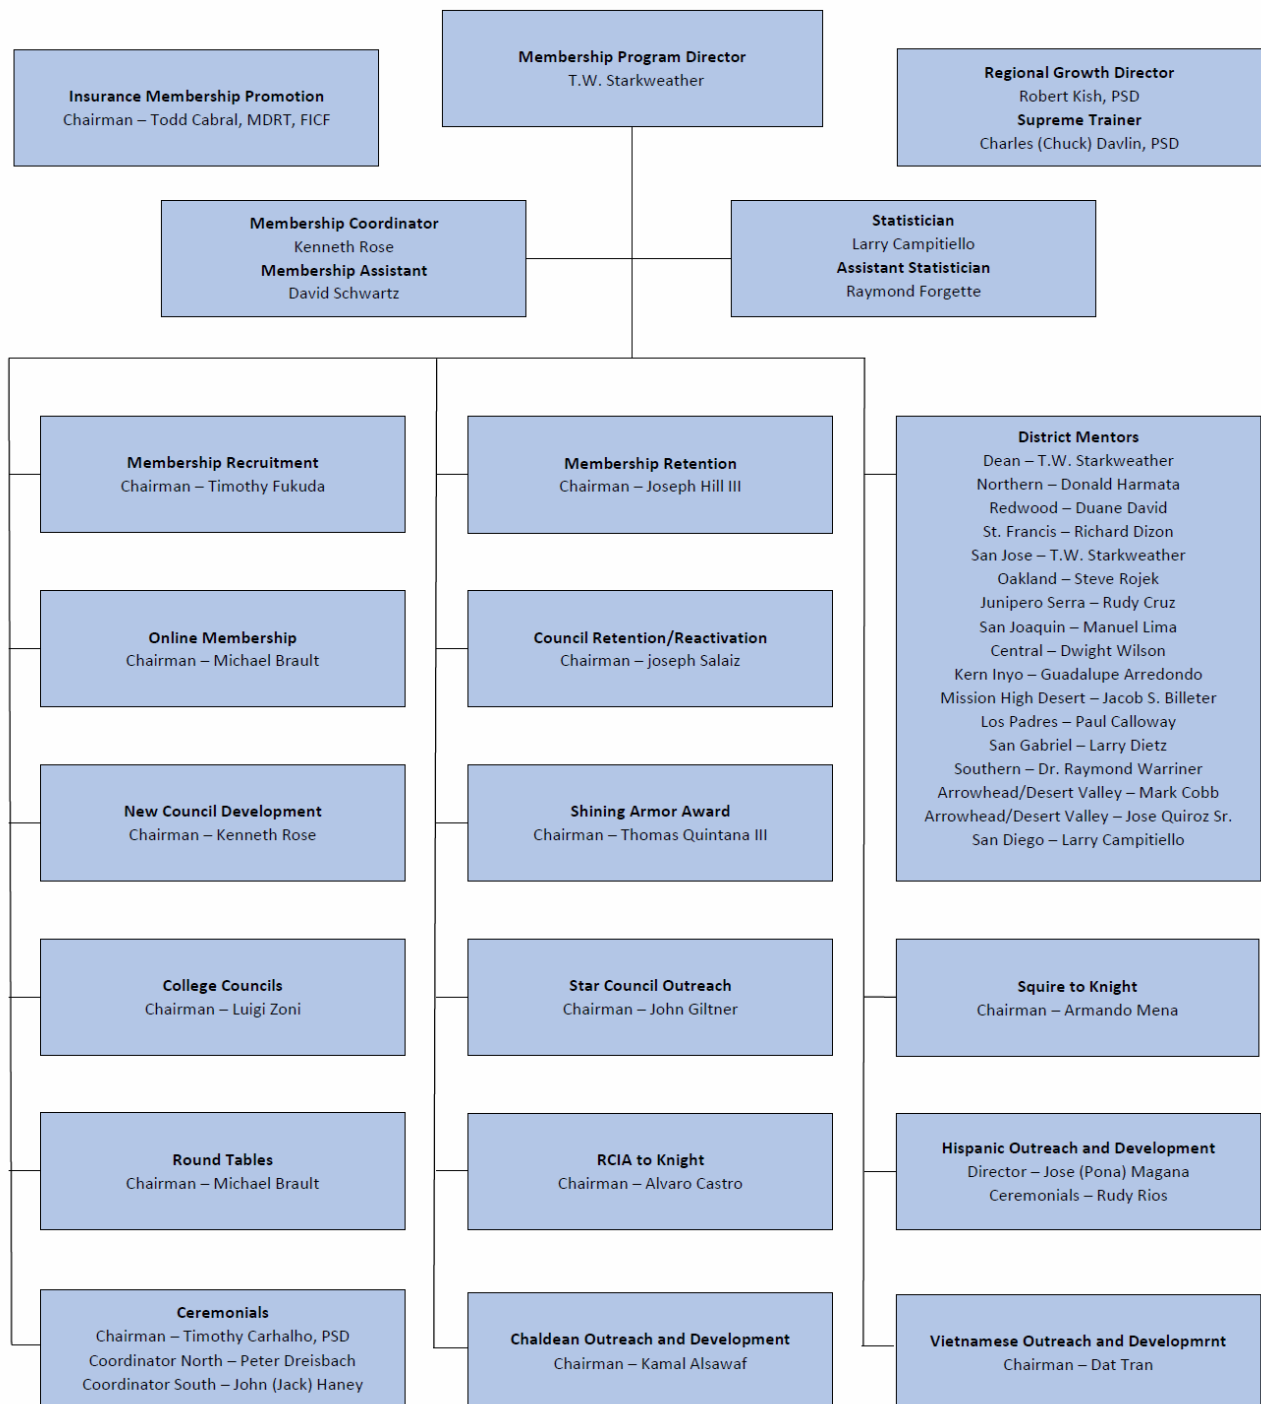 Membership Program Director
T.W. Starkweather
Insurance Membership Promotion
Chairman – Todd Cabral, MDRT, FICF
Regional Growth Director
Robert Kish, PSD
Supreme Trainer
Charles (Chuck) Davlin, PSD
Membership Coordinator
Kenneth Rose
Membership Assistant
David Schwartz
Statistician
Larry Campitiello
Assistant Statistician
Raymond Forgette
Membership Recruitment
Chairman – Timothy Fukuda
Membership Retention
Chairman – Joseph Hill III
District Mentors
Dean – T.W. Starkweather
Northern – Donald Harmata
Redwood – Duane David
St. Francis – Richard Dizon
San Jose – T.W. Starkweather
Oakland – Steve Rojek
Junipero Serra – Rudy Cruz
San Joaquin – Manuel Lima
Central – Dwight Wilson
Kern Inyo – Guadalupe Arredondo
Mission High Desert – Jacob S. Billeter
Los Padres – Paul Calloway
San Gabriel – Larry Dietz
Southern – Dr. Raymond Warriner
Arrowhead/Desert Valley – Mark Cobb
Arrowhead/Desert Valley – Jose Quiroz Sr.
San Diego – Larry Campitiello
Online Membership
Chairman – Michael Brault
Council Retention/Reactivation
Chairman – joseph Salaiz
New Council Development
Chairman – Kenneth Rose
Shining Armor Award
Chairman – Thomas Quintana III
College Councils
Chairman – Luigi Zoni
Star Council Outreach
Chairman – John Giltner
Squire to Knight
Chairman – Armando Mena
Round Tables
Chairman – Michael Brault
RCIA to Knight
Chairman – Alvaro Castro
Hispanic Outreach and Development
Director – Jose (Pona) Magana
Ceremonials – Rudy Rios
Ceremonials
Chairman – Timothy Carhalho, PSD
Coordinator North – Peter Dreisbach
Coordinator South – John (Jack) Haney
Chaldean Outreach and Development
Chairman – Kamal Alsawaf
Vietnamese Outreach and Developmrnt
Chairman – Dat Tran